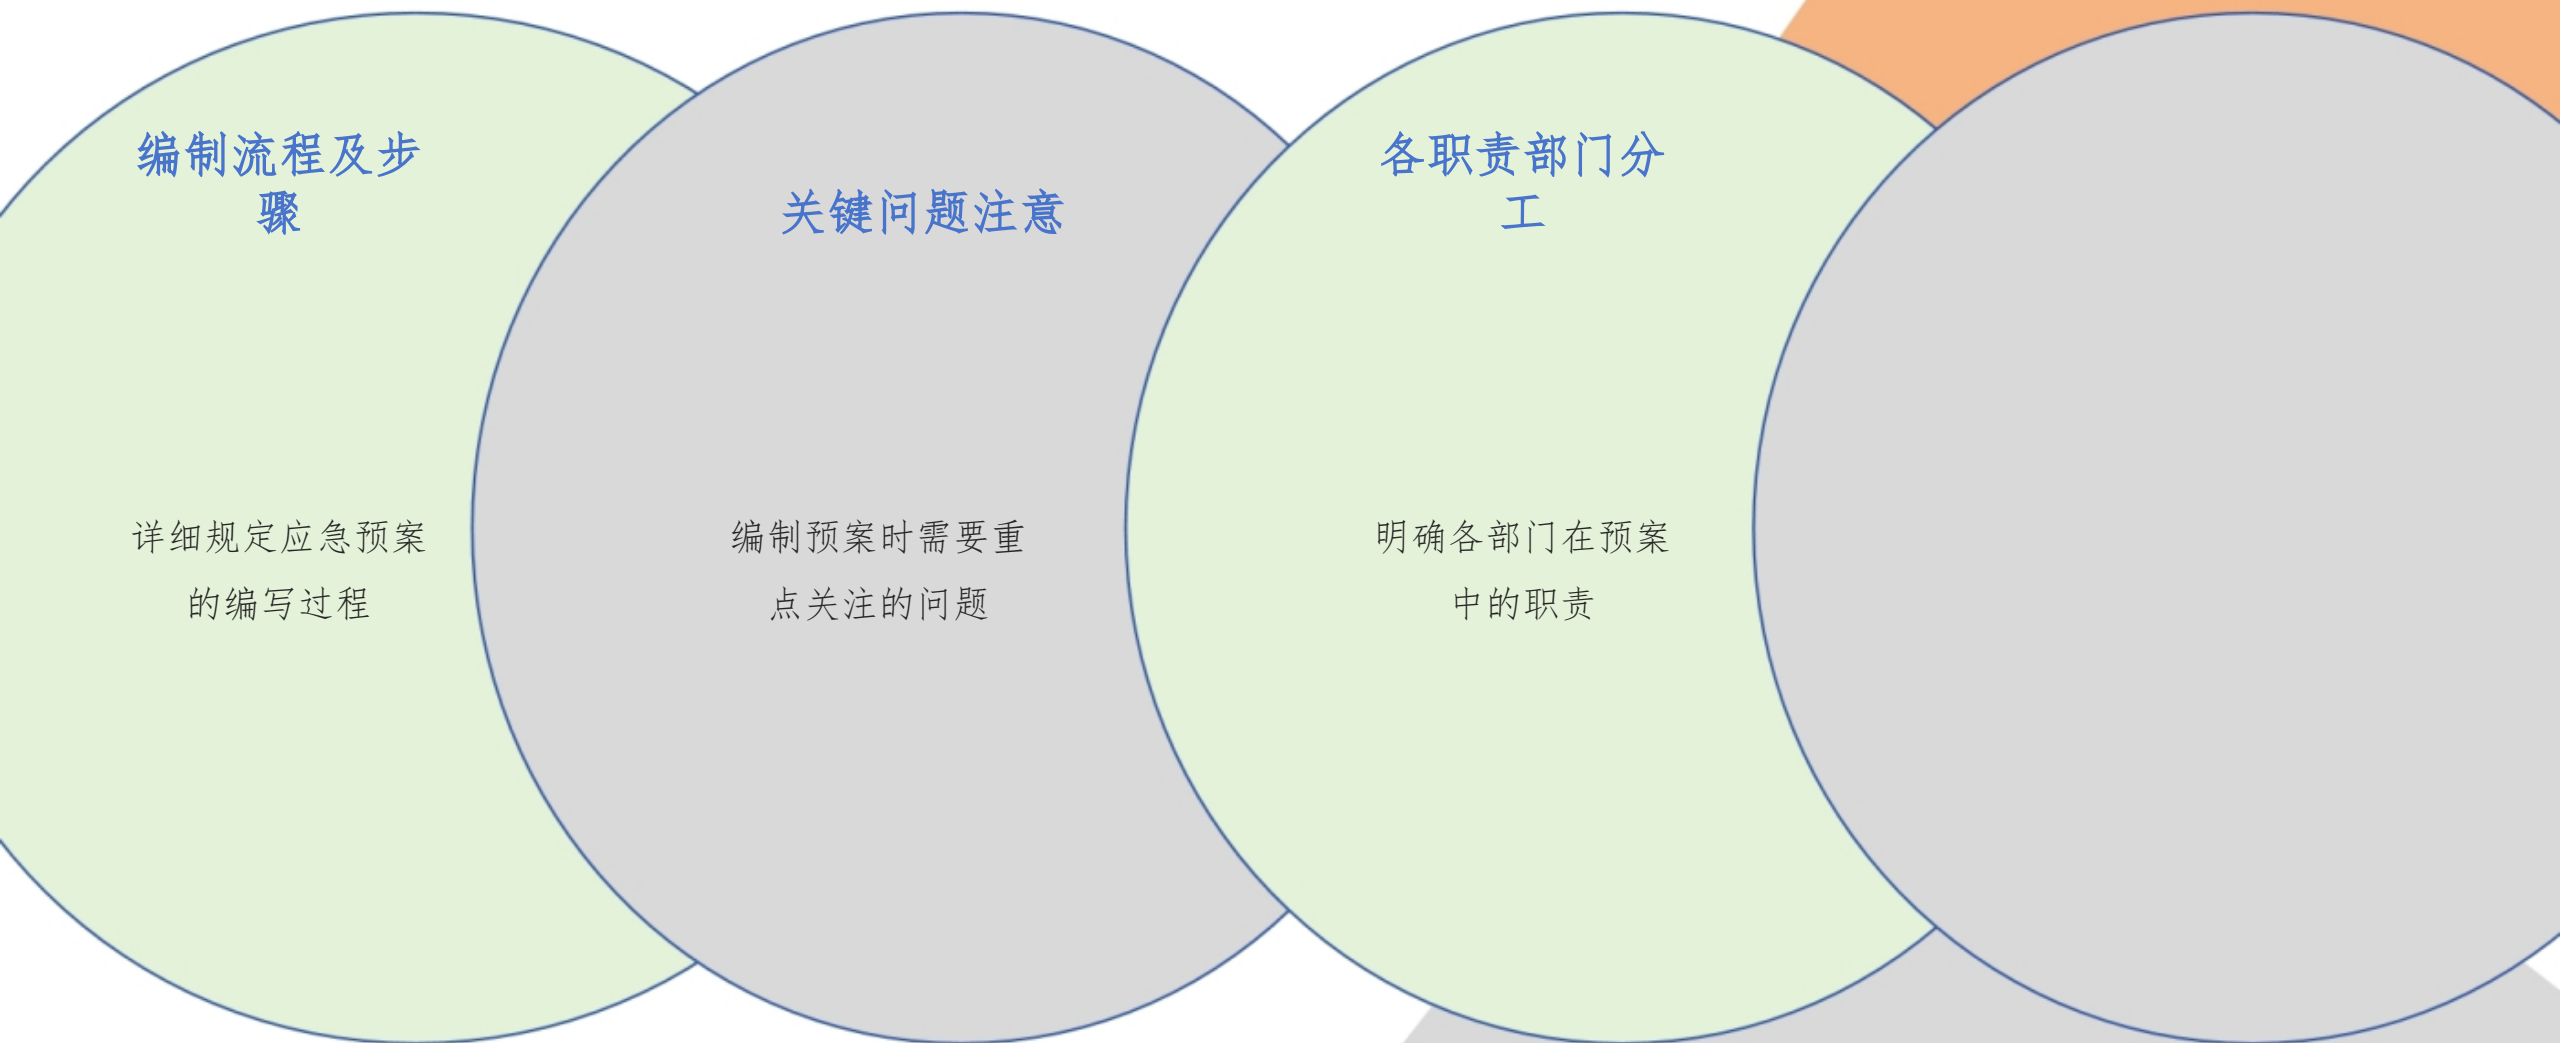 编制流程及步
骤
详细规定应急预案
的编写过程
关键问题注意
编制预案时需要重
点关注的问题
各职责部门分
工
明确各部门在预案
中的职责